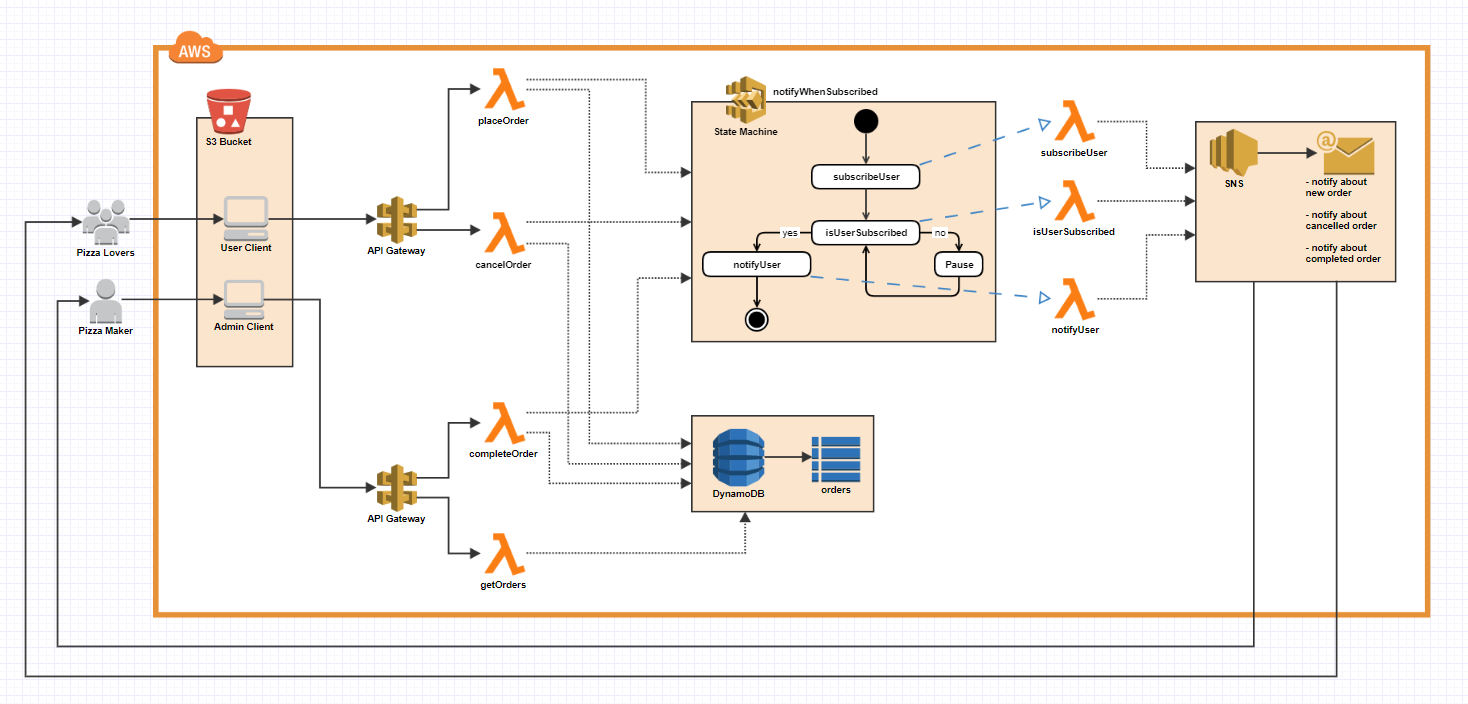 AWS
S3 Bucket
User Client
Admin Client
Pizza Lovers
Pizza Maker
API Gateway
API Gateway
placeOrder
cancelOrder
completeOrder
getOrders
notifyWhenSubscribed
State Machine
subscribeUser
isUserSubscribed
yes
no
notifyUser
Pause
DynamoDB
orders
subscribeUser
isUserSubscribed
notifyUser
SNS
@
- notify about
new order
- notify about
cancelled order
- notify about
completed order